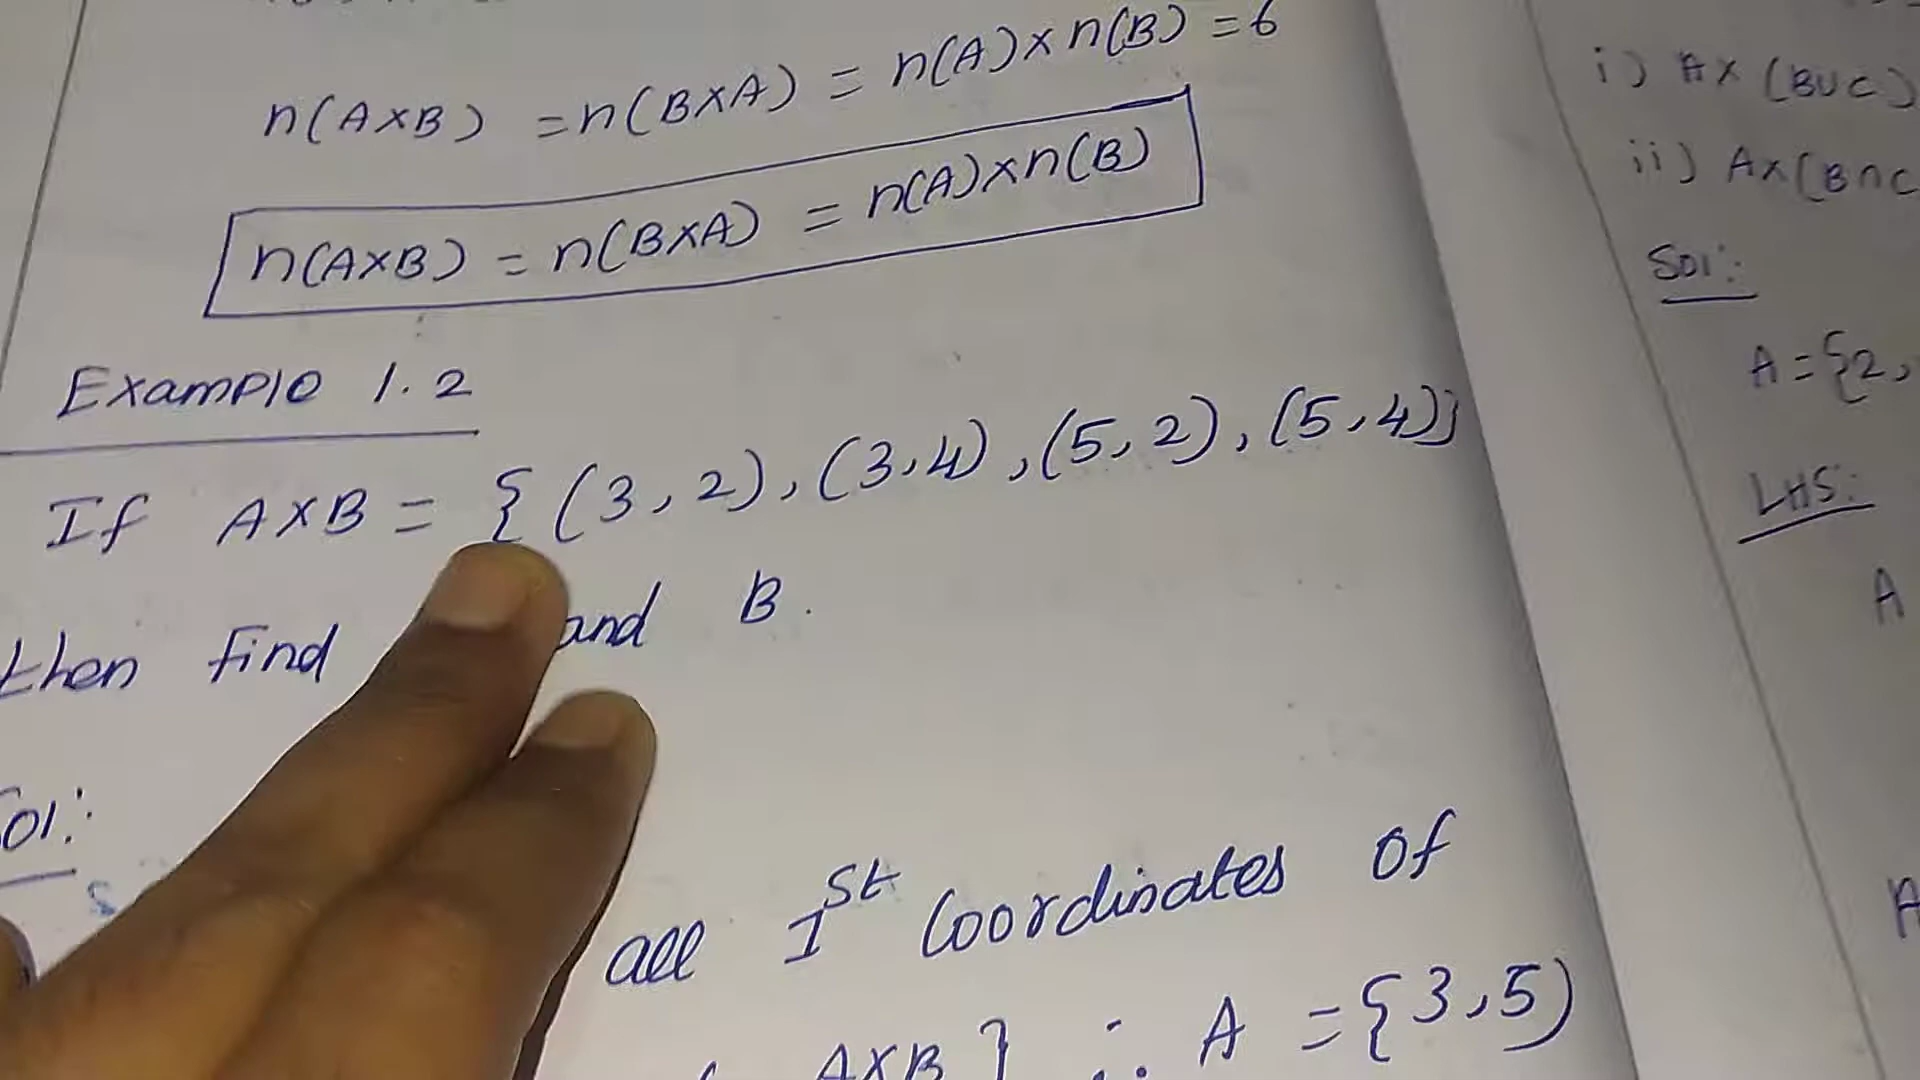 n(A×B) = n(B×A) = n(A)×n(B) = 6
n(A×B) = n(B×A) = n(A)×n(B)
Example 1.2
If A×B = {(3,2),(3,4),(5,2),(5,4)}
then find and B.
Sol:
all Ist Coordinates of
A×B} ∴ A = {3,5)
i) A×(B∪C)
ii) A×(B∩C
Sol:
A={2,
LHS:
A
A